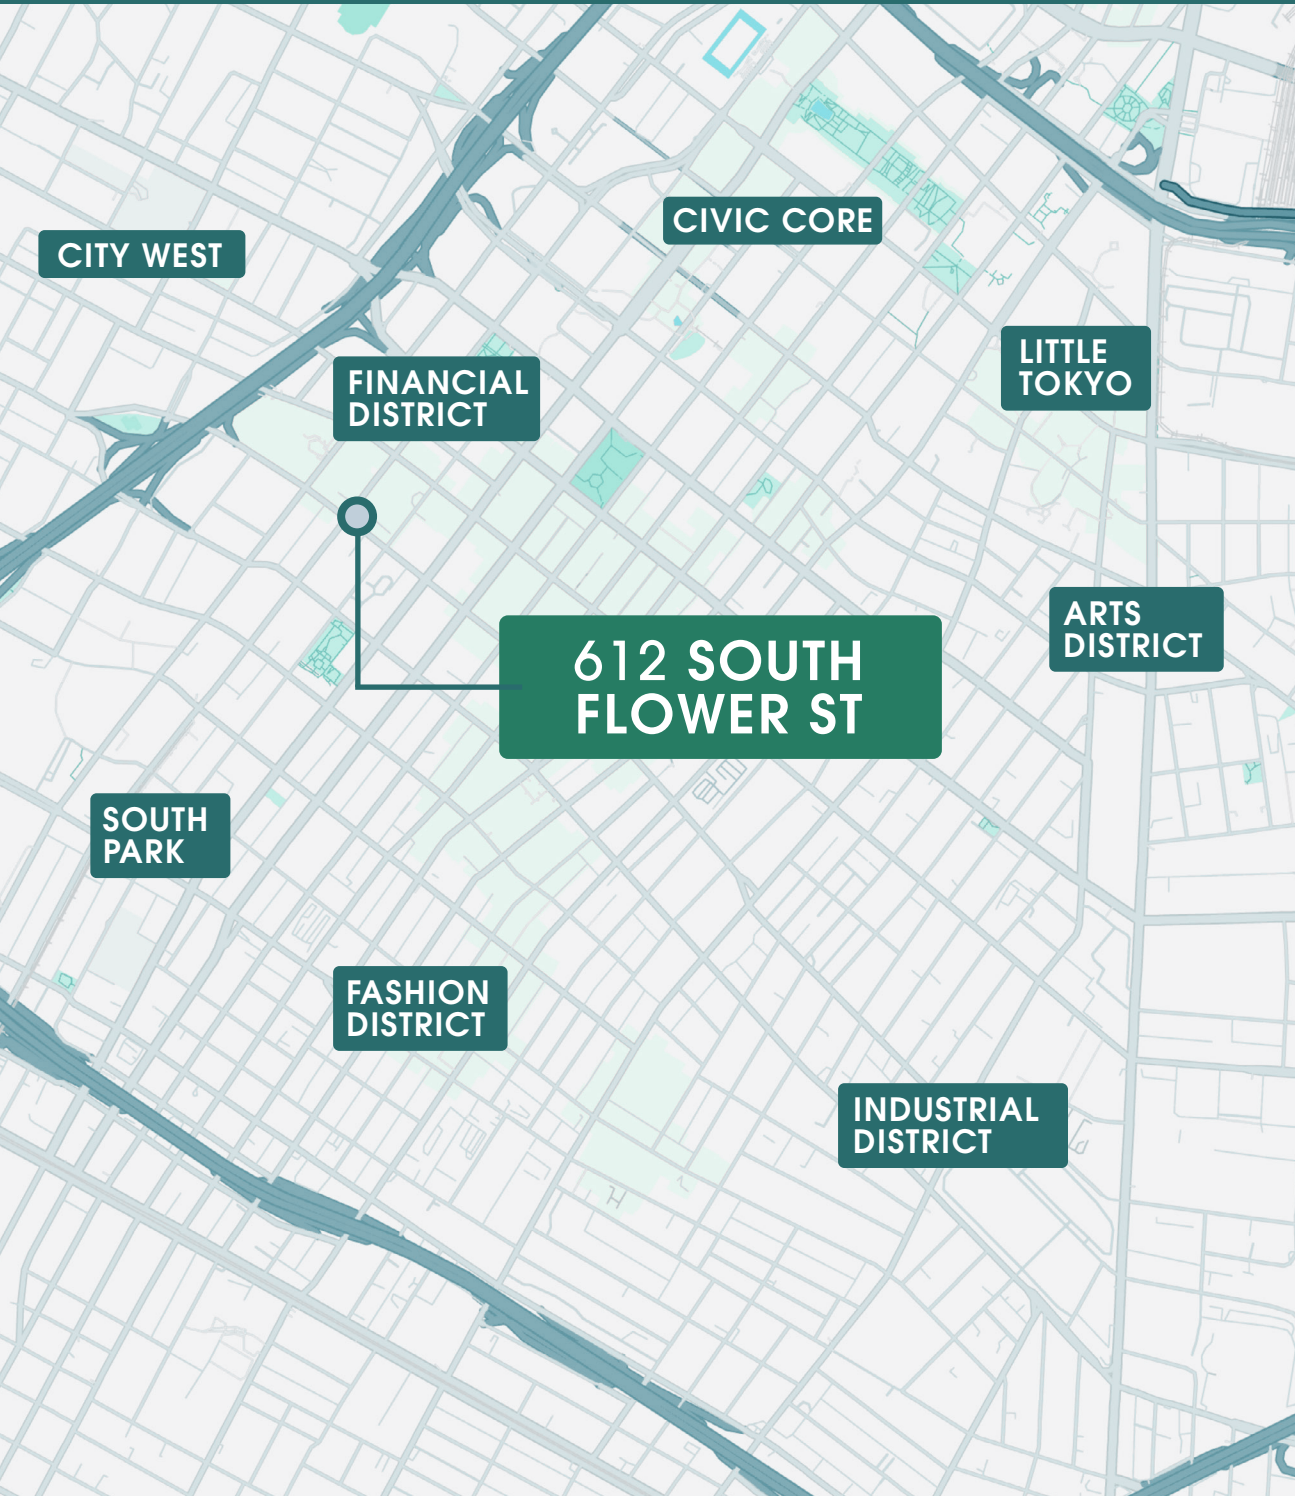 CIVIC CORE
CITY WEST
LITTLE
TOKYO
FINANCIAL
DISTRICT
ARTS
DISTRICT
612 SOUTH
FLOWER ST
SOUTH
PARK
FASHION
DISTRICT
INDUSTRIAL
DISTRICT